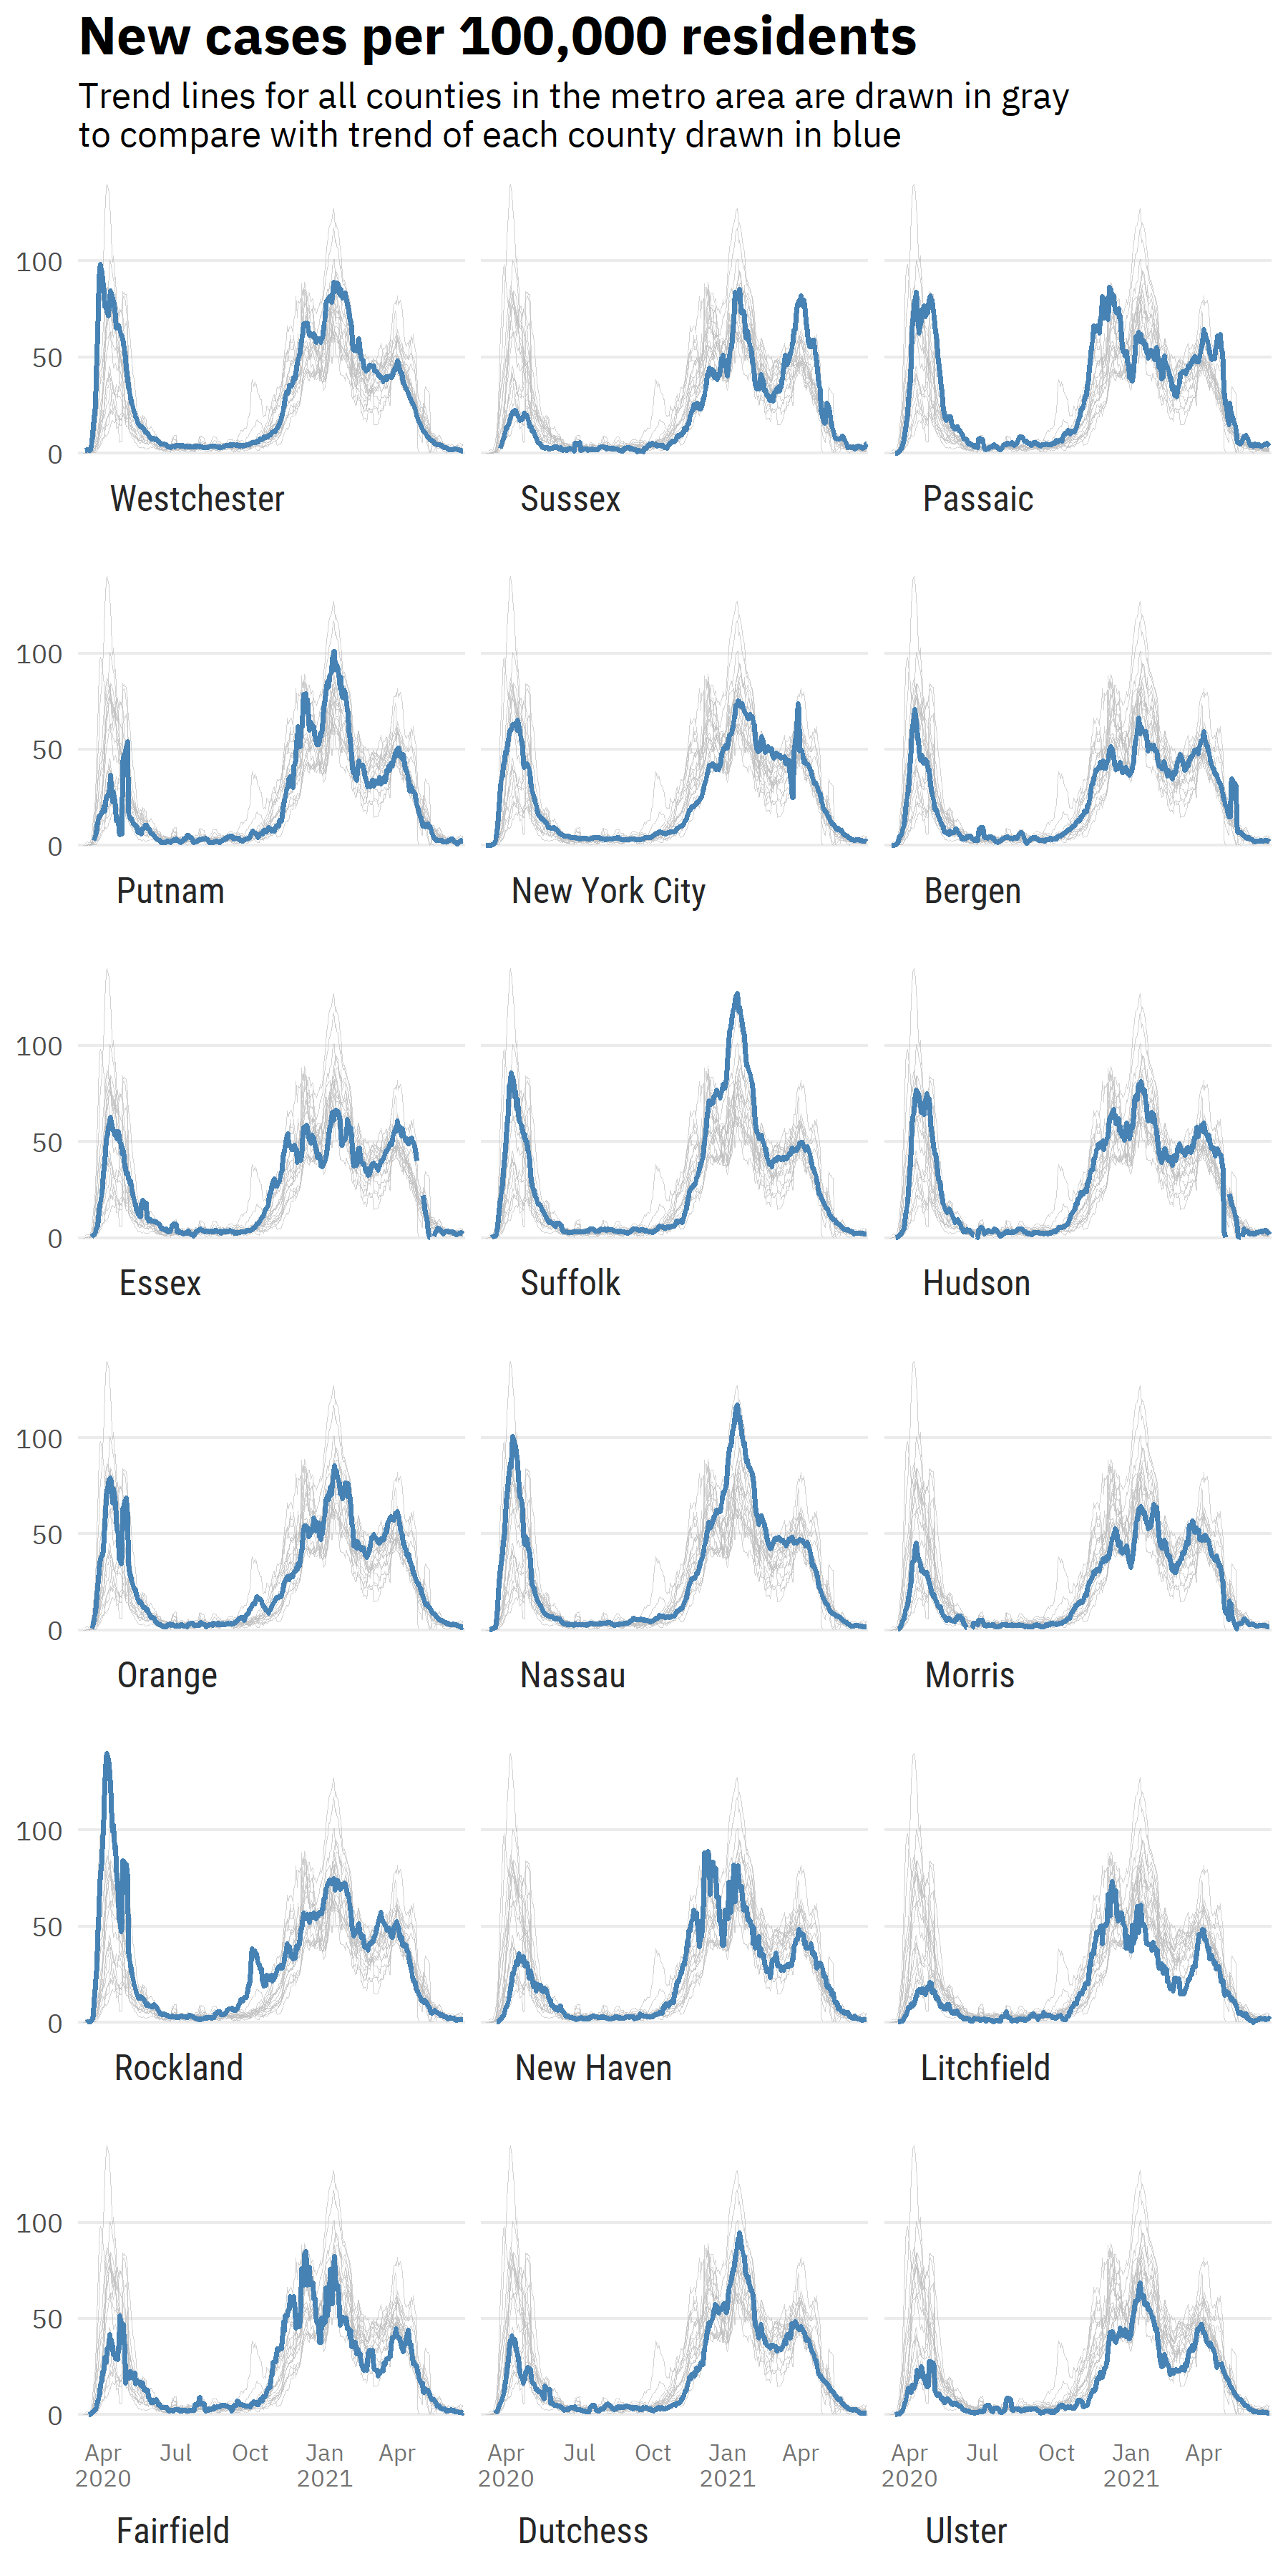 New cases per 100,000 residents
Trend lines for all counties in the metro area are drawn in gray
to compare with trend of each county drawn in blue
100
50
0
Westchester Sussex Passaic
100
50
0
Putnam New York City Bergen
100
50
0
Essex Suffolk Hudson
100
50
0
Orange Nassau Morris
100
50
0
Rockland New Haven Litchfield
100
50
0
Apr Jul Oct Jan Apr Apr Jul Oct Jan Apr Apr Jul Oct Jan Apr
2020 2021 2020 2021 2020 2021
Fairfield Dutchess Ulster